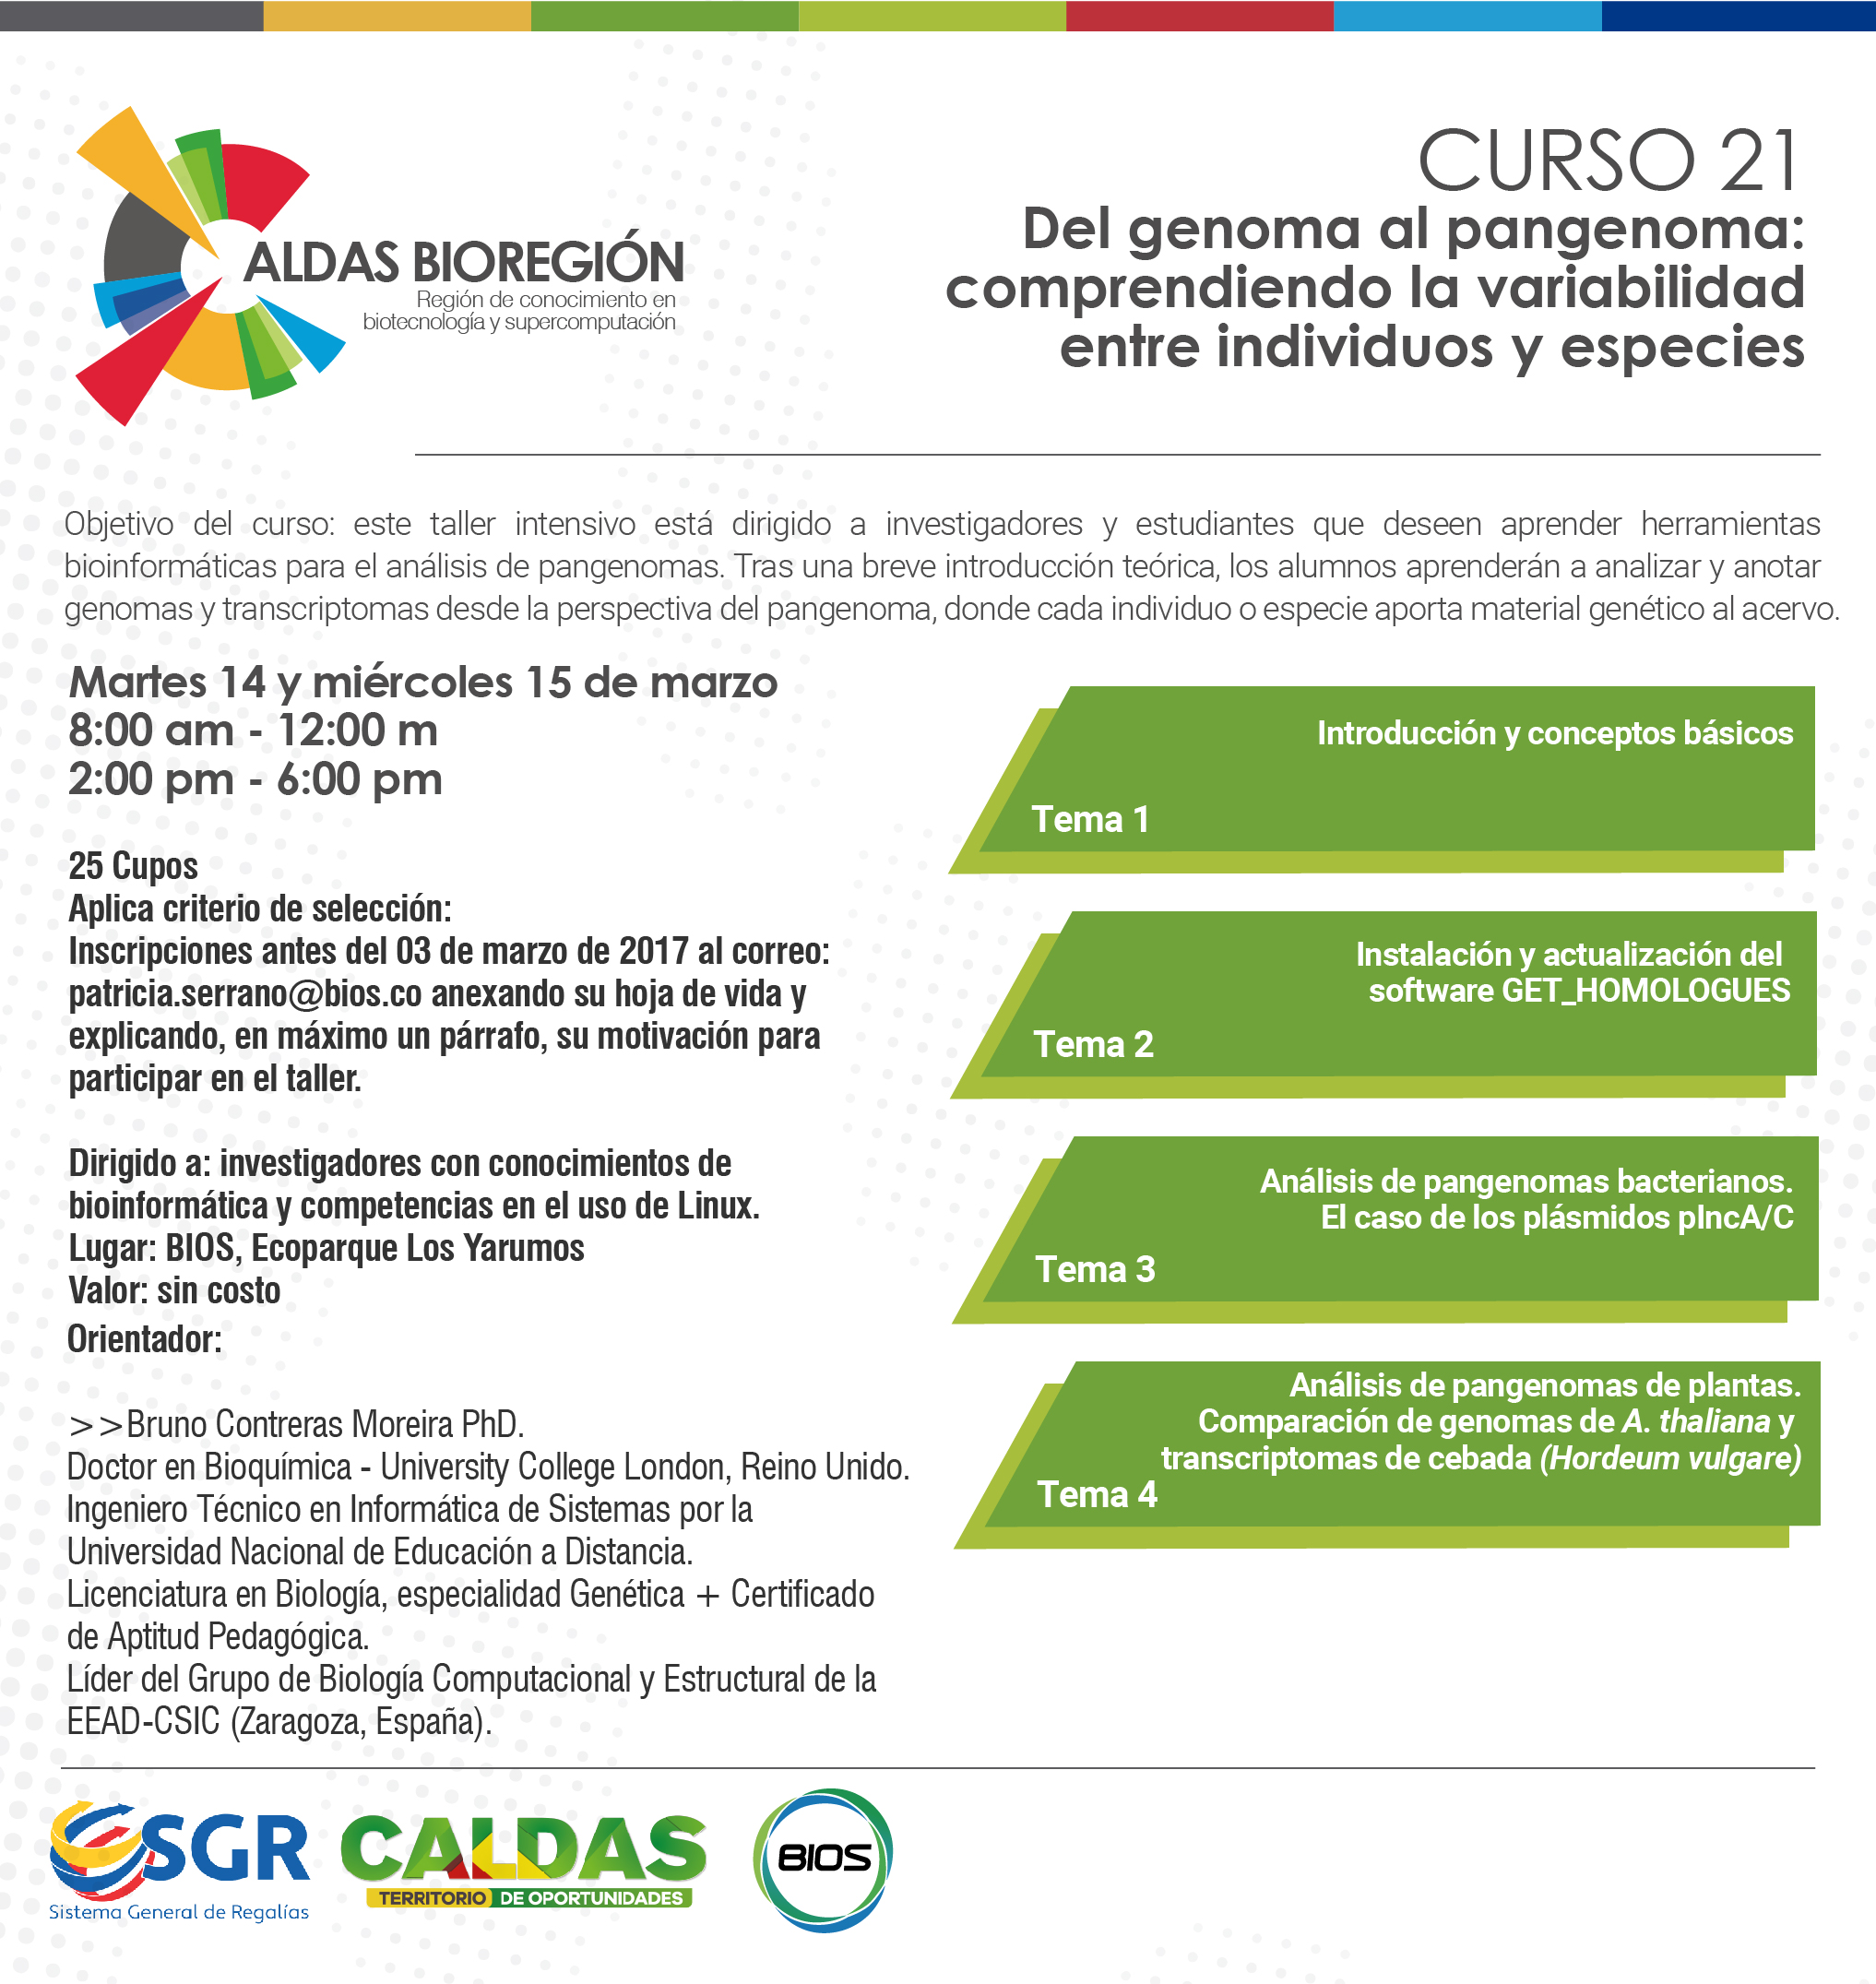 CURSO 21
Del genoma al pangenoma:
comprendiendo la variabilidad
entre individuos y especies
ALDAS BIOREGIÓN
Región de conocimiento en
biotecnología y supercomputación
Objetivo del curso: este taller intensivo está dirigido a investigadores y estudiantes que deseen aprender herramientas
bioinformáticas para el análisis de pangenomas. Tras una breve introducción teórica, los alumnos aprenderán a analizar y anotar
genomas y transcriptomas desde la perspectiva del pangenoma, donde cada individuo o especie aporta material genético al acervo.
Martes 14 y miércoles 15 de marzo
8:00 am - 12:00 m
2:00 pm - 6:00 pm
25 Cupos
Aplica criterio de selección:
Inscripciones antes del 03 de marzo de 2017 al correo:
patricia.serrano@bios.co anexando su hoja de vida y
explicando, en máximo un párrafo, su motivación para
participar en el taller.
Dirigido a: investigadores con conocimientos de
bioinformática y competencias en el uso de Linux.
Lugar: BIOS, Ecoparque Los Yarumos
Valor: sin costo
Orientador:
>>Bruno Contreras Moreira PhD.
Doctor en Bioquímica - University College London, Reino Unido.
Ingeniero Técnico en Informática de Sistemas por la
Universidad Nacional de Educación a Distancia.
Licenciatura en Biología, especialidad Genética + Certificado
de Aptitud Pedagógica.
Líder del Grupo de Biología Computacional y Estructural de la
EEAD-CSIC (Zaragoza, España).
Introducción y conceptos básicos
Tema 1
Instalación y actualización del
software GET_HOMOLOGUES
Tema 2
Análisis de pangenomas bacterianos.
El caso de los plásmidos pIncA/C
Tema 3
Análisis de pangenomas de plantas.
Comparación de genomas de A. thaliana y
transcriptomas de cebada (Hordeum vulgare)
Tema 4
SGR
Sistema General de Regalías
CALDAS
TERRITORIO DE OPORTUNIDADES
BIOS